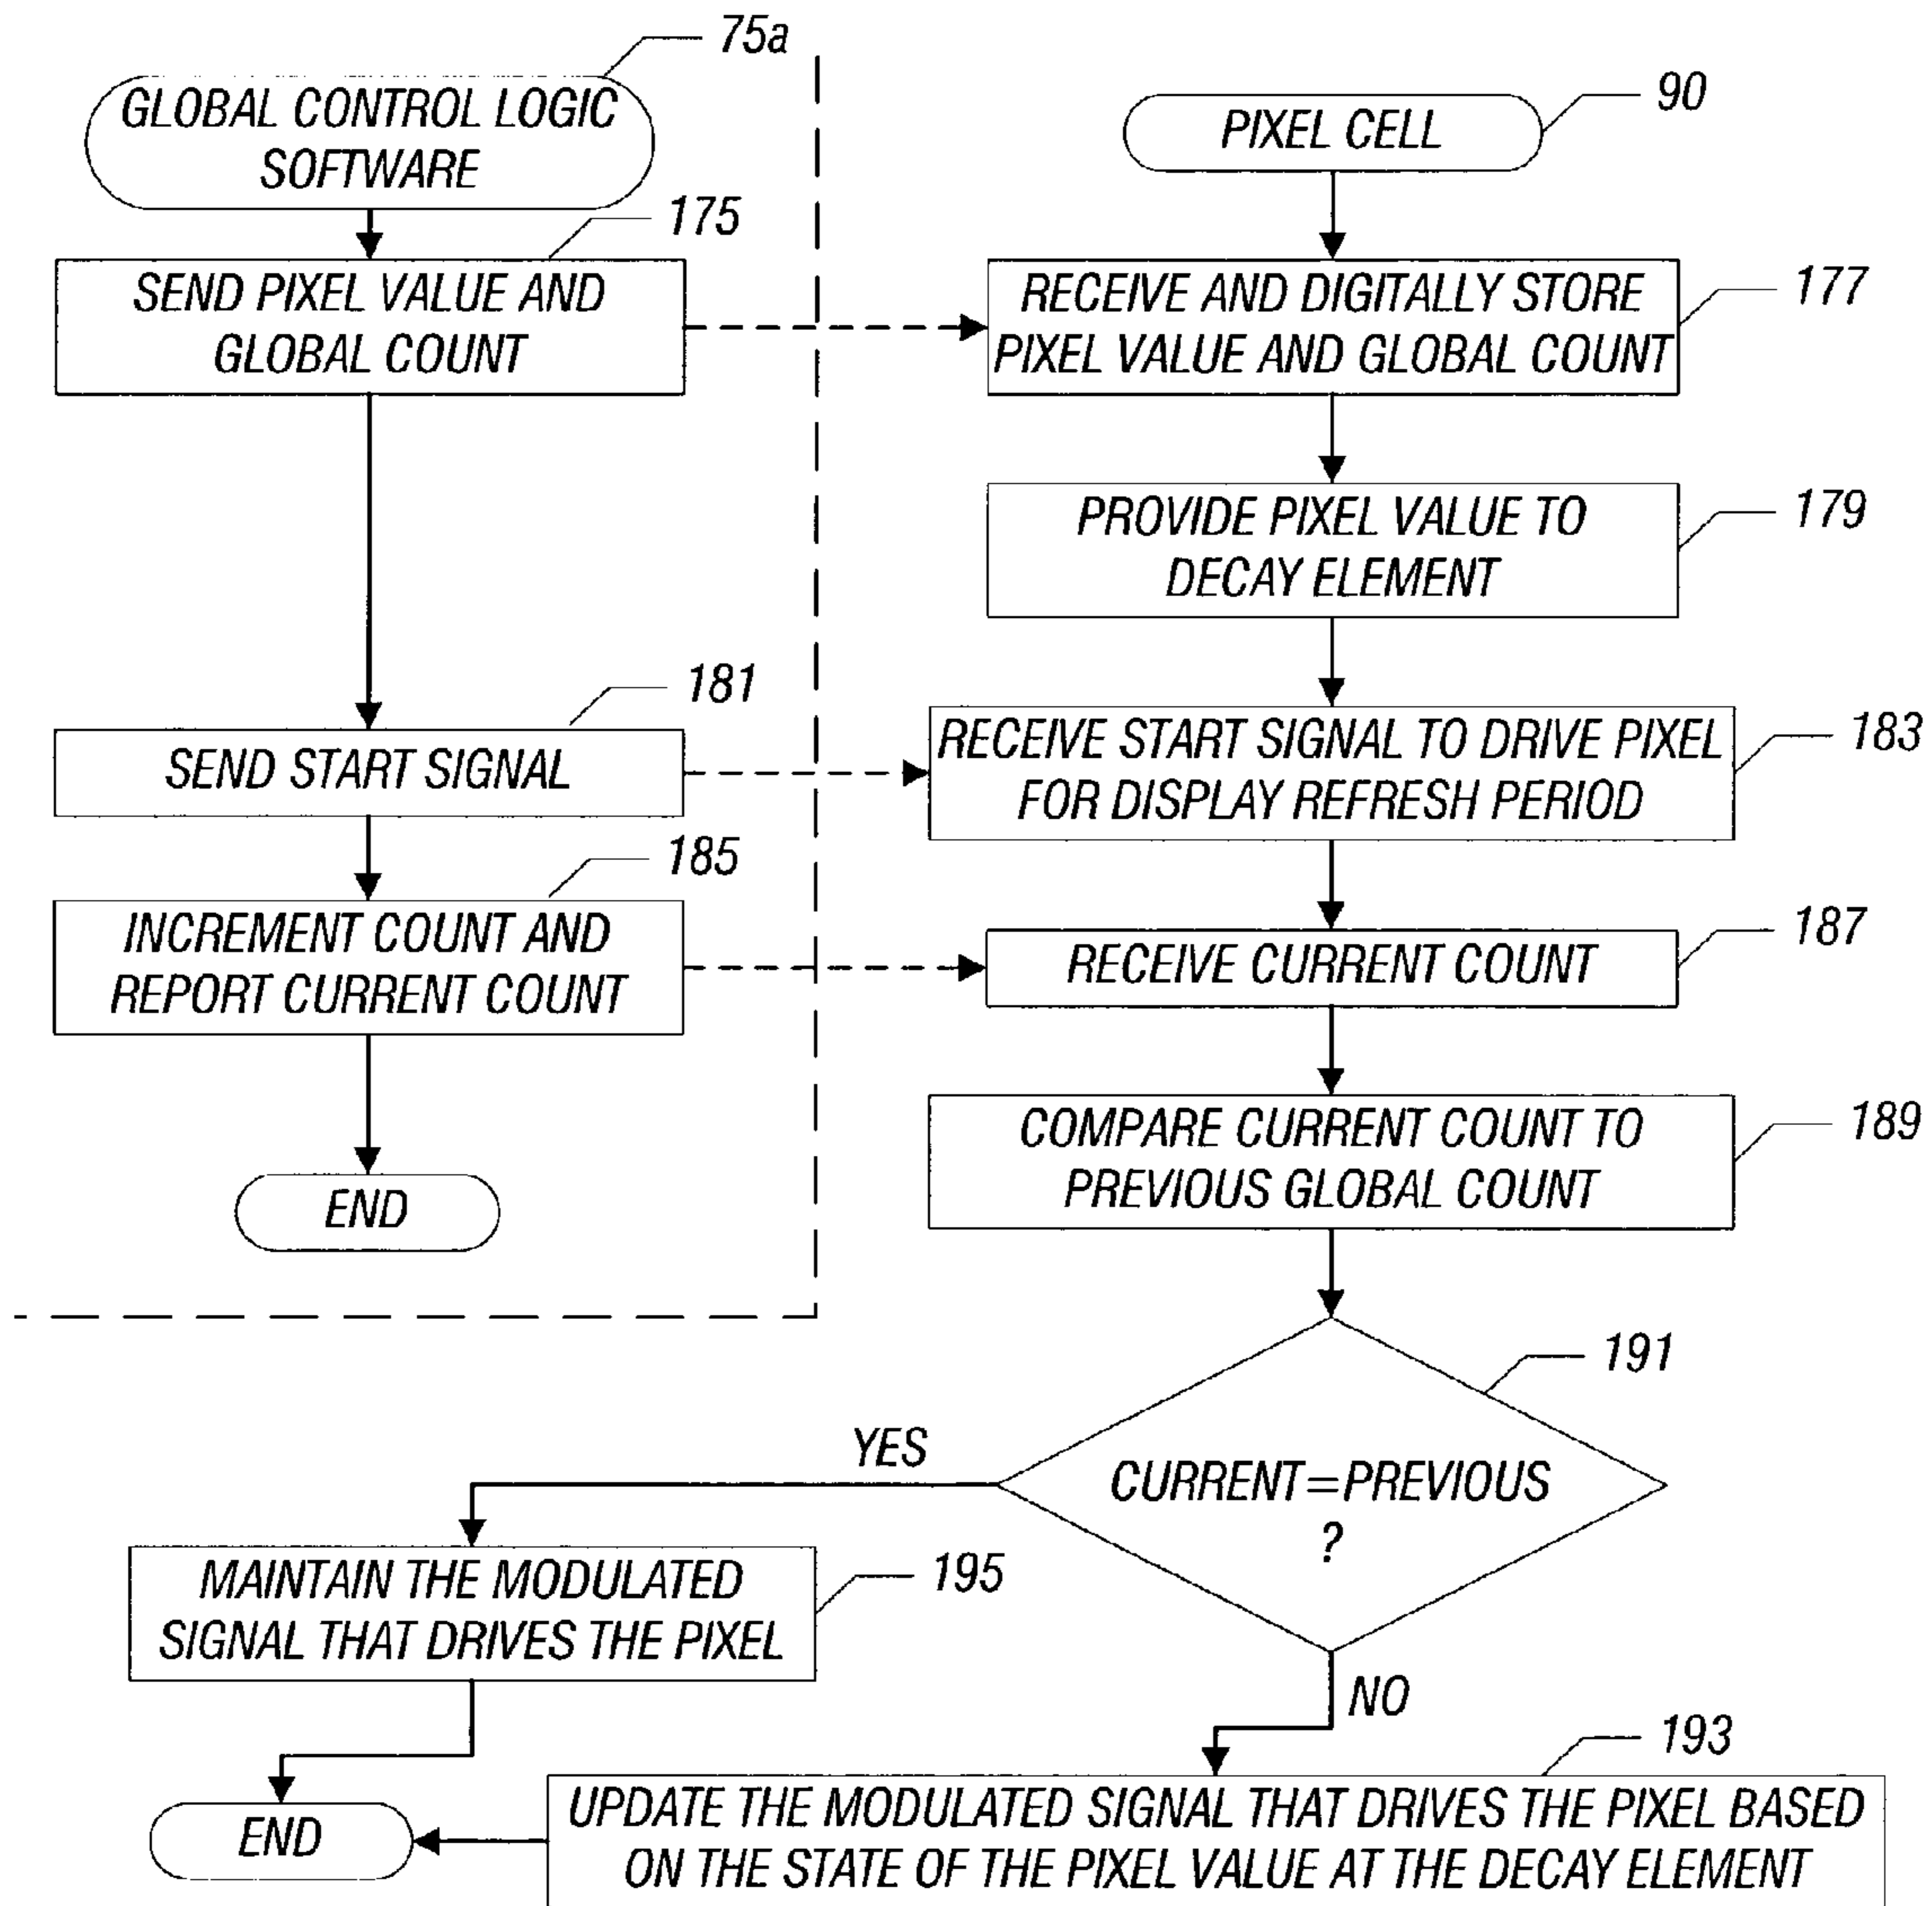 75a
GLOBAL CONTROL LOGIC
SOFTWARE
175
SEND PIXEL VALUE AND
GLOBAL COUNT
181
SEND START SIGNAL
185
INCREMENT COUNT AND
REPORT CURRENT COUNT
END
90
PIXEL CELL
RECEIVE AND DIGITALLY STORE
PIXEL VALUE AND GLOBAL COUNT
177
PROVIDE PIXEL VALUE TO
DECAY ELEMENT
179
RECEIVE START SIGNAL TO DRIVE PIXEL
FOR DISPLAY REFRESH PERIOD
183
RECEIVE CURRENT COUNT
187
COMPARE CURRENT COUNT TO
PREVIOUS GLOBAL COUNT
189
191
CURRENT=PREVIOUS
?
YES
MAINTAIN THE MODULATED
SIGNAL THAT DRIVES THE PIXEL
195
NO
193
UPDATE THE MODULATED SIGNAL THAT DRIVES THE PIXEL BASED
ON THE STATE OF THE PIXEL VALUE AT THE DECAY ELEMENT
END